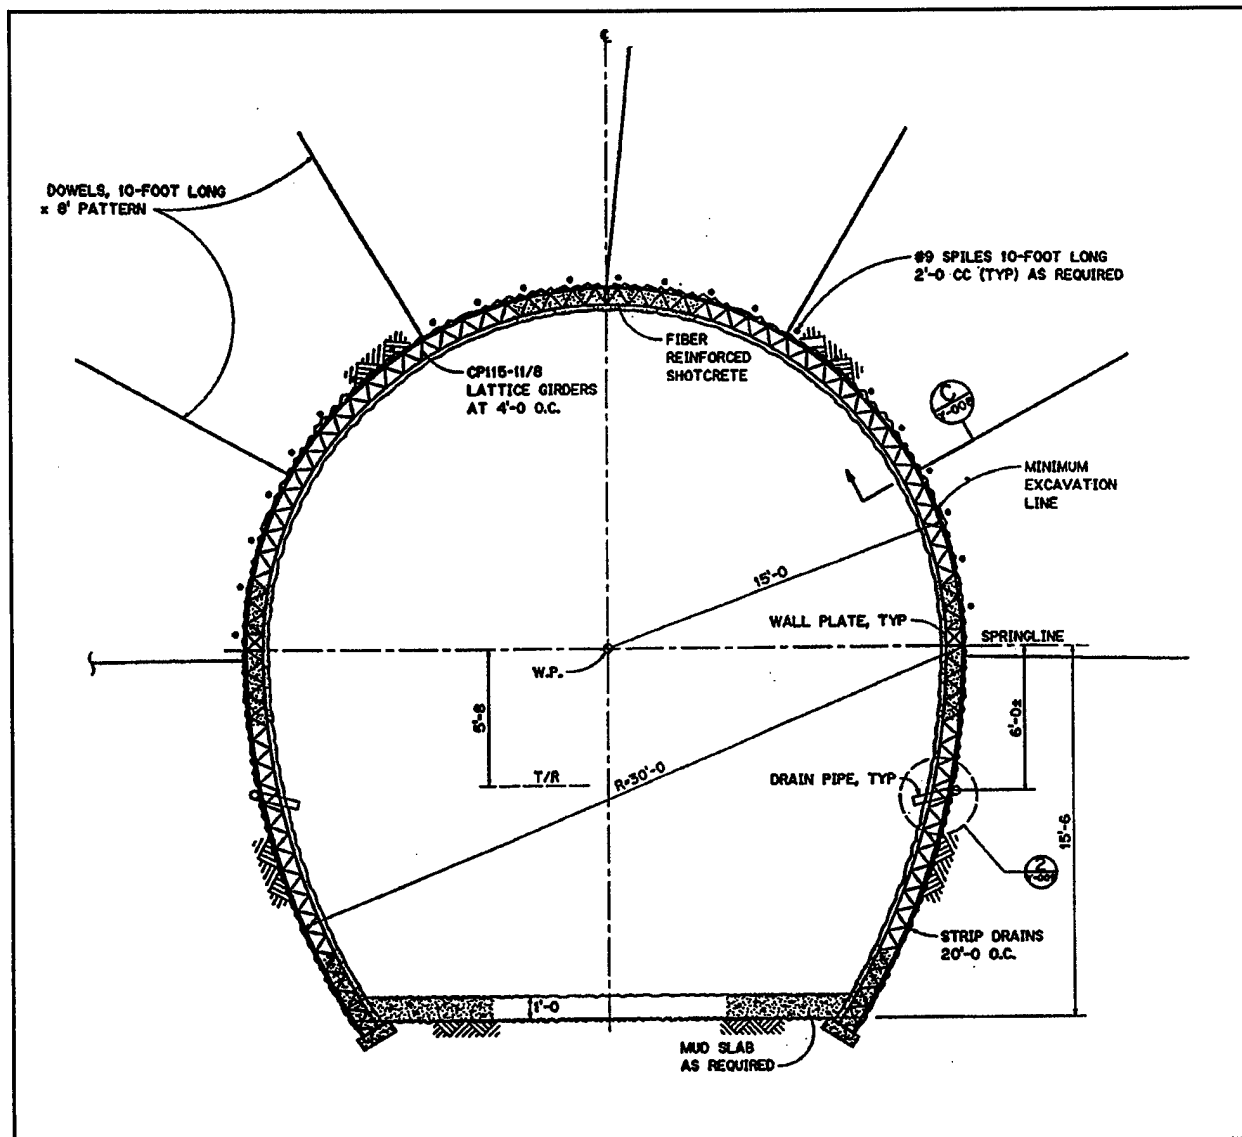 ℄
DOWELS, 10-FOOT LONG
x 8' PATTERN
#9 SPILES 10-FOOT LONG
2'-0 CC (TYP) AS REQUIRED
FIBER
REINFORCED
SHOTCRETE
CP115-11/8
LATTICE GIRDERS
AT 4'-0 O.C.
C
MINIMUM
EXCAVATION
LINE
15'-0
WALL PLATE, TYP
SPRINGLINE
W.P.
5'-8
6'-0±
T/R
R=30'-0
DRAIN PIPE, TYP
15'-6
2
STRIP DRAINS
20'-0 O.C.
1'-0
MUD SLAB
AS REQUIRED